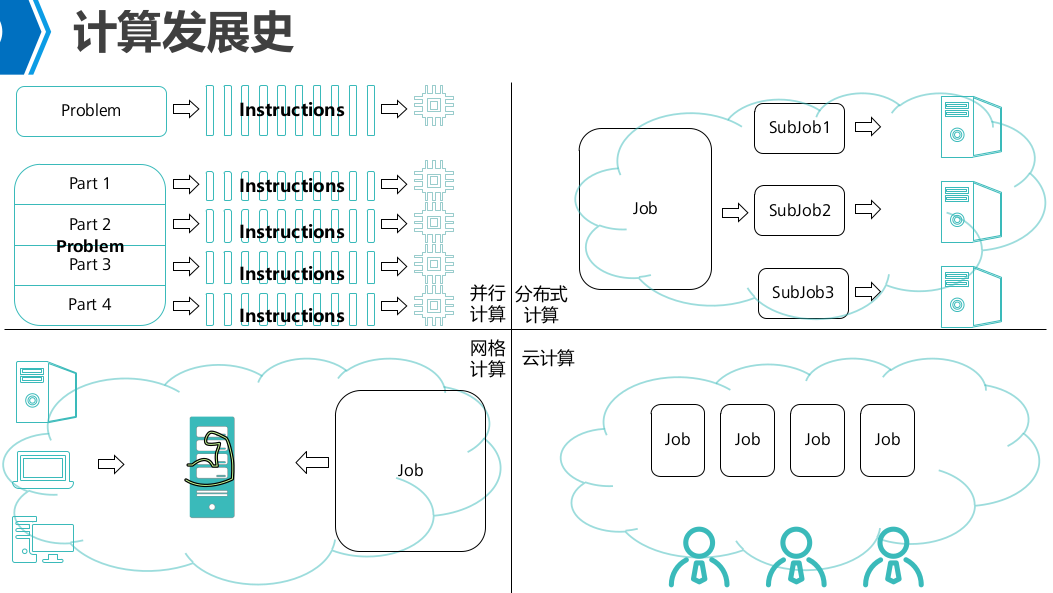 计算发展史
Problem
Instructions
Part 1
Instructions
Part 2
Instructions
Problem
Part 3
Instructions
Part 4
Instructions
并行
计算
Job
SubJob1
SubJob2
SubJob3
分布式
计算
网格
计算
Job
云计算
Job
Job
Job
Job